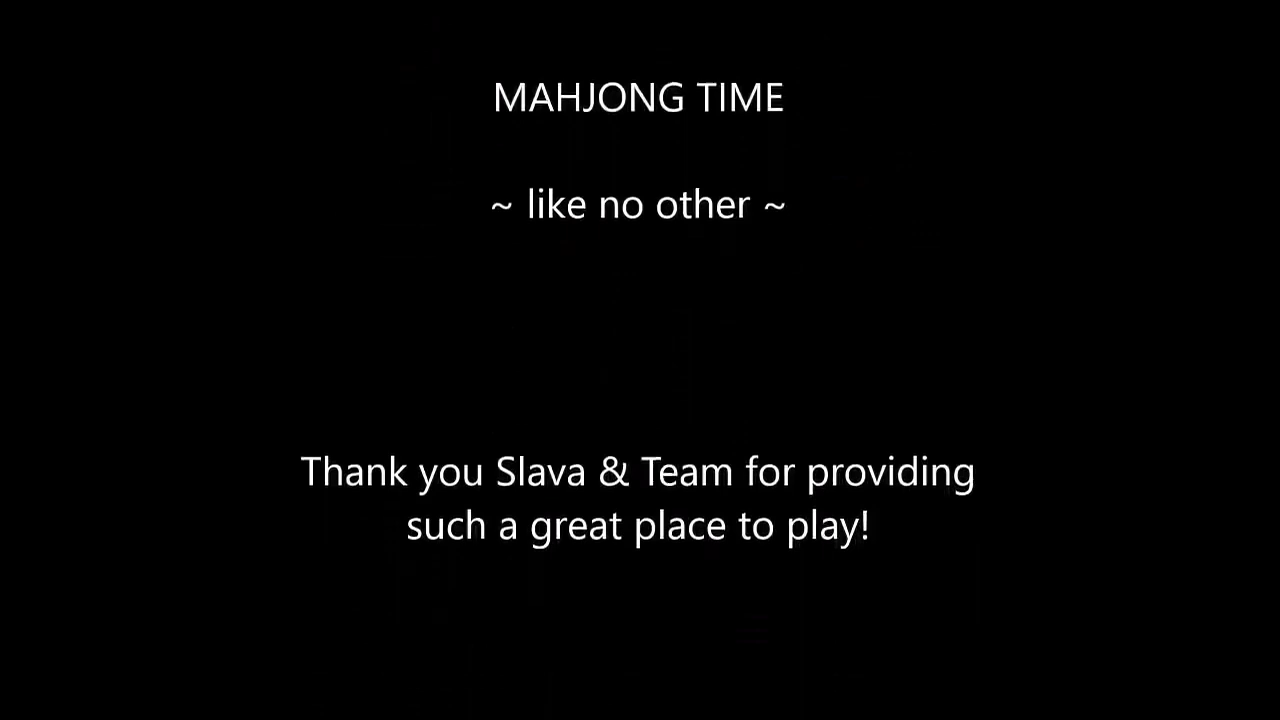 MAHJONG TIME
~ like no other ~
Thank you Slava & Team for providing
such a great place to play!